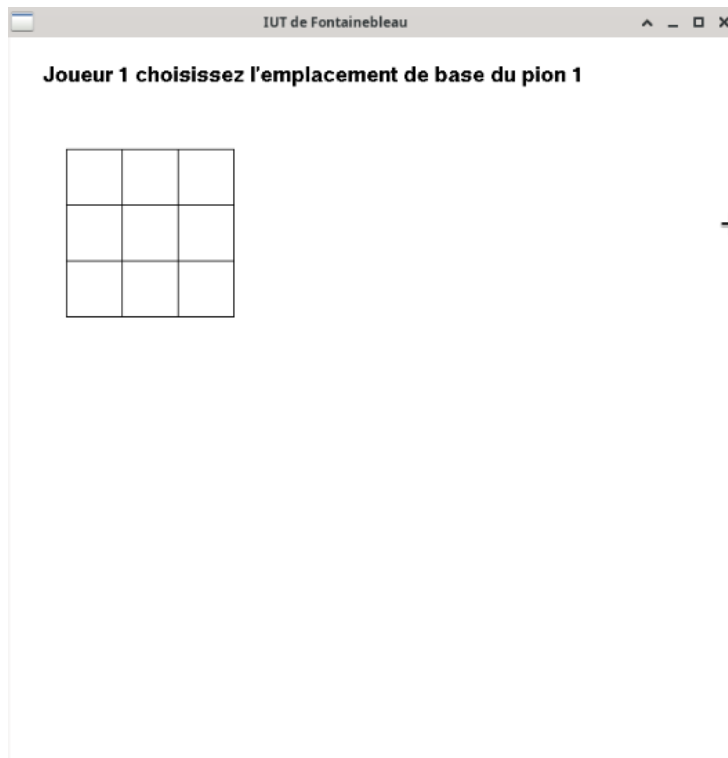 IUT de Fontainebleau
Joueur 1 choisissez l'emplacement de base du pion 1